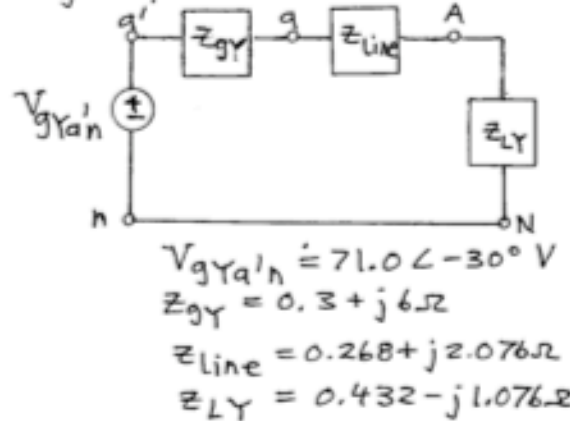 a' Z_gY g Z_line A
V_gYa'n
Z_LY
n N
V_gYa'n = 71.0∠-30° V
Z_gY = 0.3 + j6Ω
Z_line = 0.268 + j2.076Ω
Z_LY = 0.432 - j1.076Ω